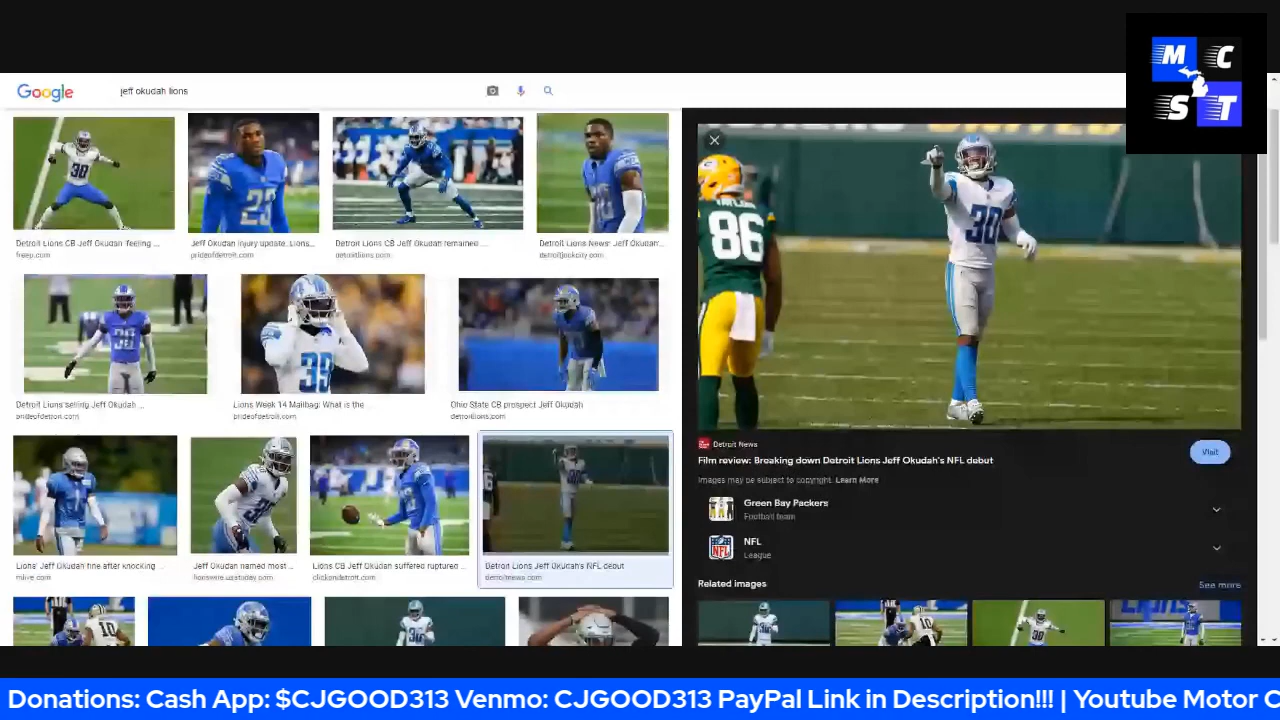 M C
S T
Google
jeff okudah lions
Detroit Lions CB Jeff Okudah 'feeling ...
freep.com
Jeff Okudah injury update: Lions...
prideofdetroit.com
Detroit Lions CB Jeff Okudah remained ...
detroitlions.com
Detroit Lions News: Jeff Okudah...
detroitjockcity.com
Detroit Lions selling Jeff Okudah ...
prideofdetroit.com
Lions Week 14 Mailbag: What is the ...
prideofdetroit.com
Ohio State CB prospect Jeff Okudah
detroitlions.com
Lions' Jeff Okudah fine after knocking ...
mlive.com
Jeff Okudah named most ...
lionswire.usatoday.com
Lions CB Jeff Okudah suffered ruptured ...
clickondetroit.com
Detroit Lions Jeff Okudah's NFL debut
detroitnews.com
TAYLOR
86
30
Detroit News
Visit
Film review: Breaking down Detroit Lions Jeff Okudah's NFL debut
Images may be subject to copyright. Learn More
Green Bay Packers
Football team
NFL
League
Related images
See more
Donations: Cash App: $CJGOOD313 Venmo: CJGOOD313 PayPal Link in Description!!! | Youtube Motor C